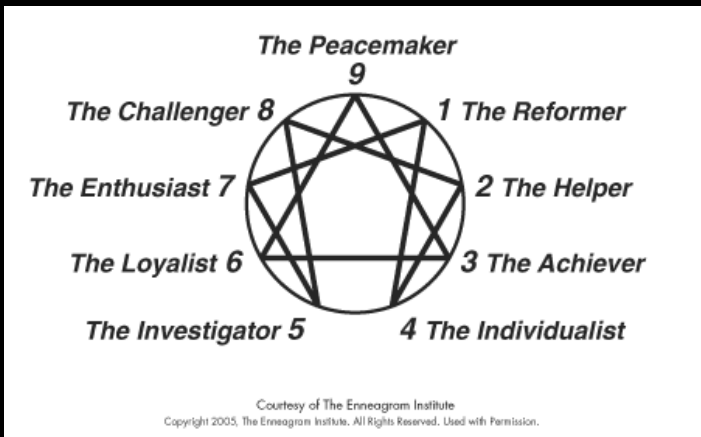 The Peacemaker
9
The Challenger 8
1 The Reformer
The Enthusiast 7
2 The Helper
The Loyalist 6
3 The Achiever
The Investigator 5
4 The Individualist
Courtesy of The Enneagram Institute
Copyright 2005, The Enneagram Institute. All Rights Reserved. Used with Permission.